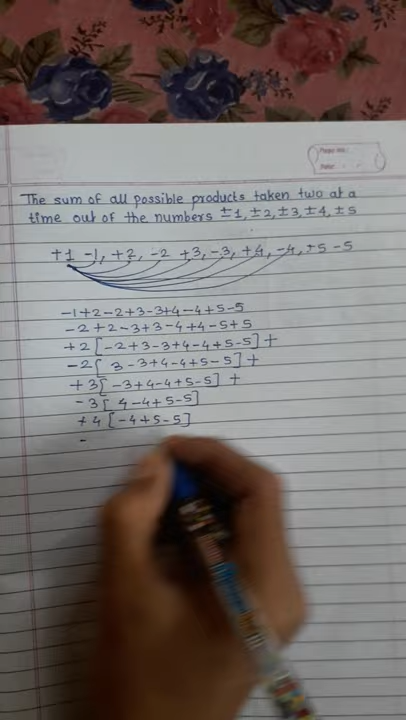 Page No.:
Date:
The sum of all possible products taken two at a
time out of the numbers ±1, ±2, ±3, ±4, ±5
+1 -1, +2, -2 +3, -3, +4, -4, +5 -5
-1+2-2+3-3+4-4+5-5
-2+2-3+3-4+4-5+5
+2[-2+3-3+4-4+5-5]+
-2[3-3+4-4+5-5]+
+3[-3+4-4+5-5]+
-3[4-4+5-5]
+4[-4+5-5]
-